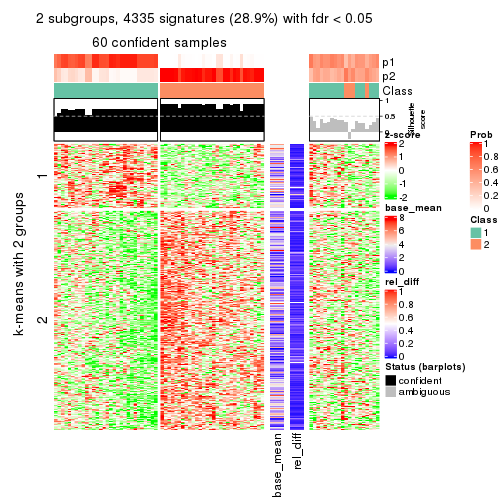 2 subgroups, 4335 signatures (28.9%) with fdr < 0.05
60 confident samples
p1
p2
Class
1
0.5
0
Silhouette
score
k-means with 2 groups
1
2
base_mean
rel_diff
z-score
2
1
0
-1
-2
base_mean
8
6
4
2
0
rel_diff
1
0.8
0.6
0.4
0.2
0
Status (barplots)
confident
ambiguous
Prob
1
0.8
0.6
0.4
0.2
0
Class
1
2